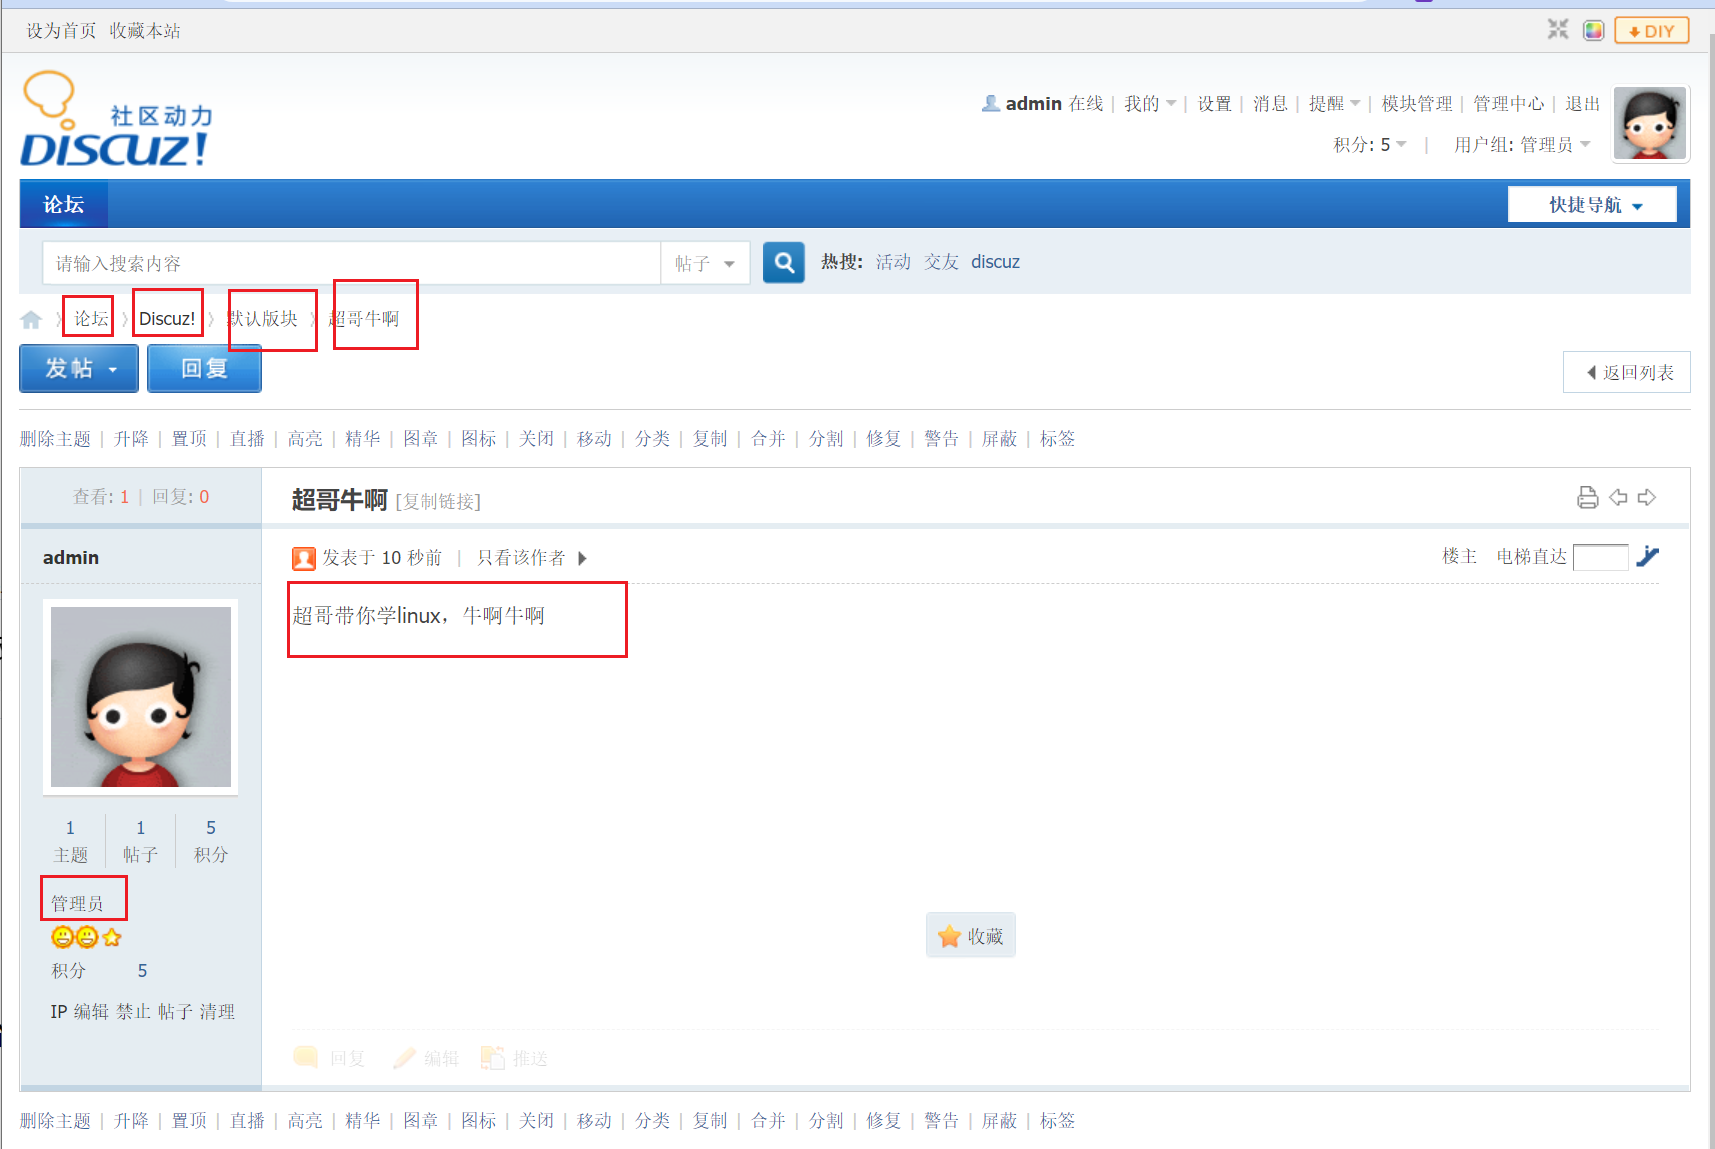 设为首页 收藏本站
DIY
社区动力
DISCUZ!
admin 在线 | 我的 | 设置 | 消息 | 提醒 | 模块管理 | 管理中心 | 退出
积分: 5 | 用户组: 管理员
论坛
快捷导航
请输入搜索内容 帖子 热搜: 活动 交友 discuz
论坛 〉 Discuz! 〉 默认版块 〉 超哥牛啊
发帖 回复
返回列表
删除主题 | 升降 | 置顶 | 直播 | 高亮 | 精华 | 图章 | 图标 | 关闭 | 移动 | 分类 | 复制 | 合并 | 分割 | 修复 | 警告 | 屏蔽 | 标签
查看: 1 | 回复: 0
超哥牛啊 [复制链接]
admin
发表于 10 秒前 | 只看该作者
楼主 电梯直达
超哥带你学linux，牛啊牛啊
1 1 5
主题 帖子 积分
管理员
积分 5
IP 编辑 禁止 帖子 清理
收藏
回复 编辑 推送
删除主题 | 升降 | 置顶 | 直播 | 高亮 | 精华 | 图章 | 图标 | 关闭 | 移动 | 分类 | 复制 | 合并 | 分割 | 修复 | 警告 | 屏蔽 | 标签